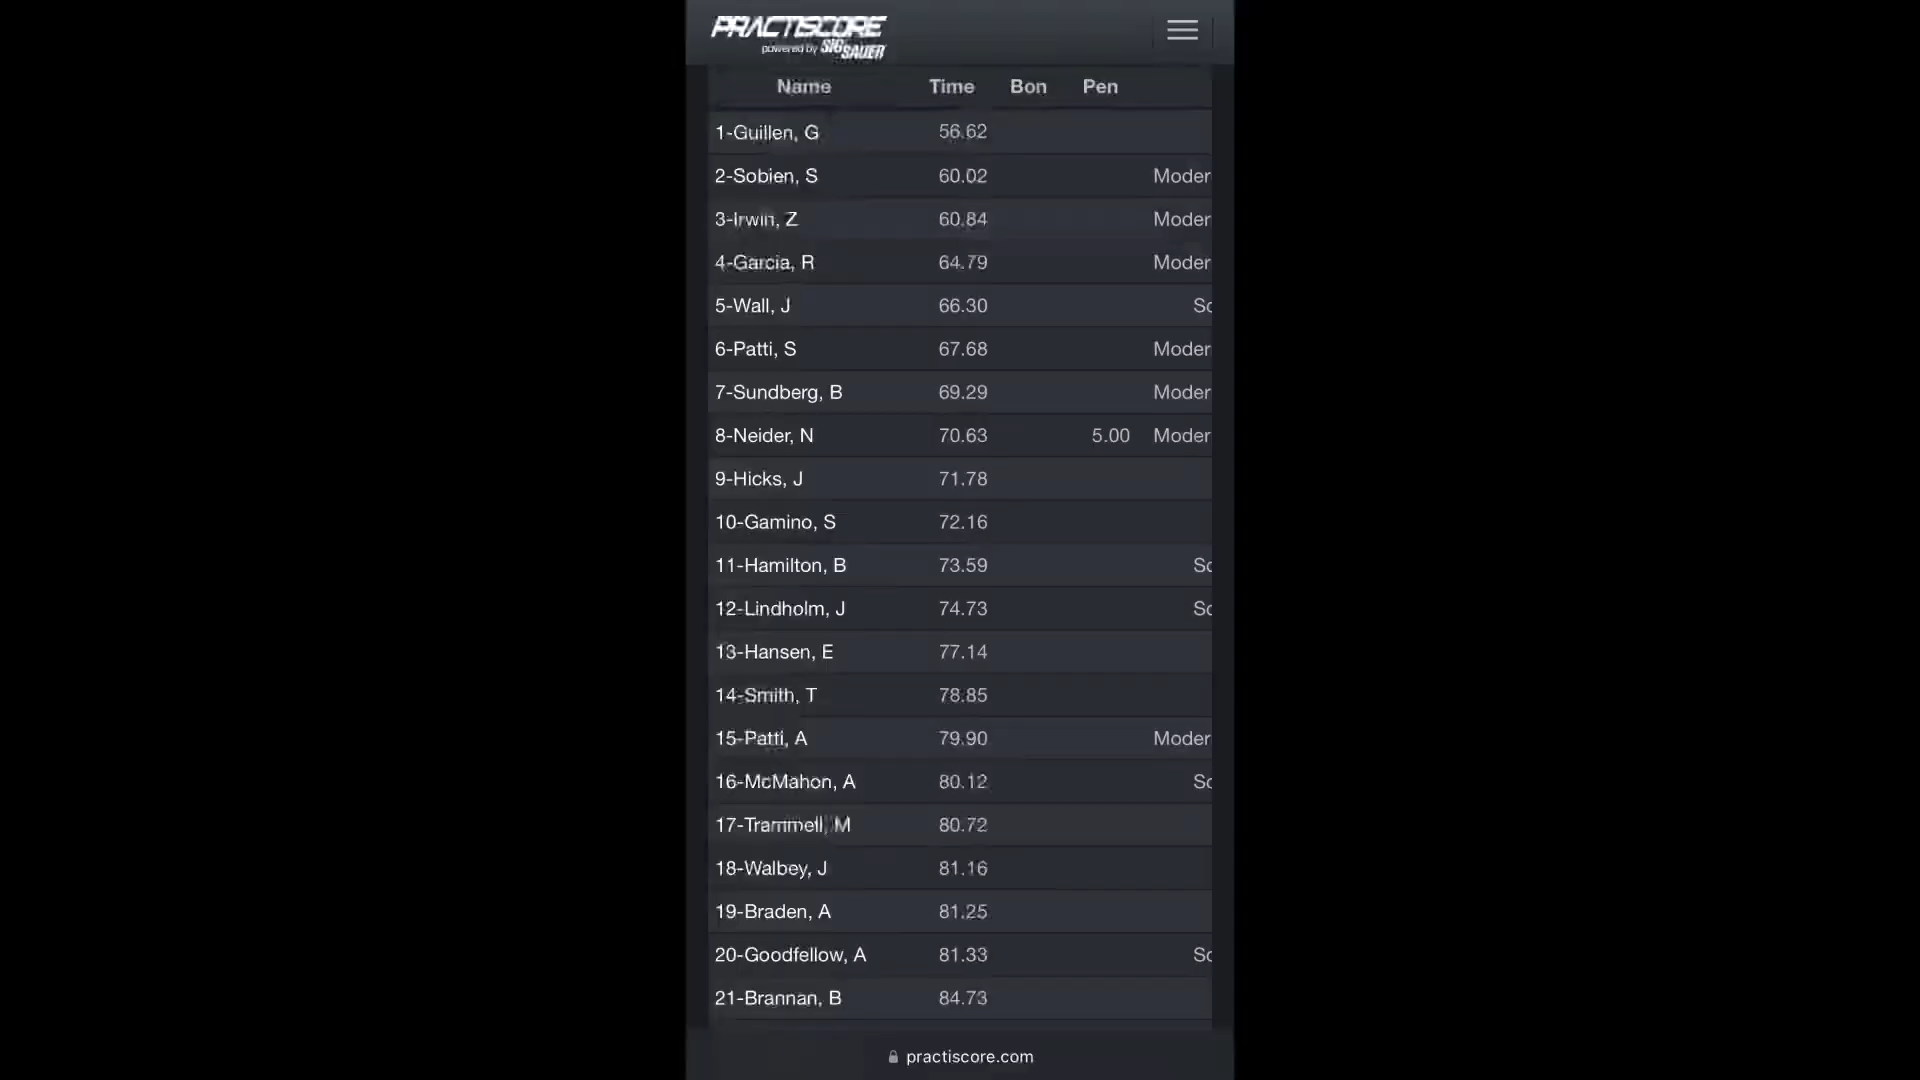 PRACTISCORE
powered by SIG SAUER
Name Time Bon Pen
1-Guillen, G 56.62
2-Sobien, S 60.02 Moder
3-Irwin, Z 60.84 Moder
4-Garcia, R 64.79 Moder
5-Wall, J 66.30 Sc
6-Patti, S 67.68 Moder
7-Sundberg, B 69.29 Moder
8-Neider, N 70.63 5.00 Moder
9-Hicks, J 71.78
10-Gamino, S 72.16
11-Hamilton, B 73.59 Sc
12-Lindholm, J 74.73 Sc
13-Hansen, E 77.14
14-Smith, T 78.85
15-Patti, A 79.90 Moder
16-McMahon, A 80.12 Sc
17-Trammell, M 80.72
18-Walbey, J 81.16
19-Braden, A 81.25
20-Goodfellow, A 81.33 Sc
21-Brannan, B 84.73
practiscore.com